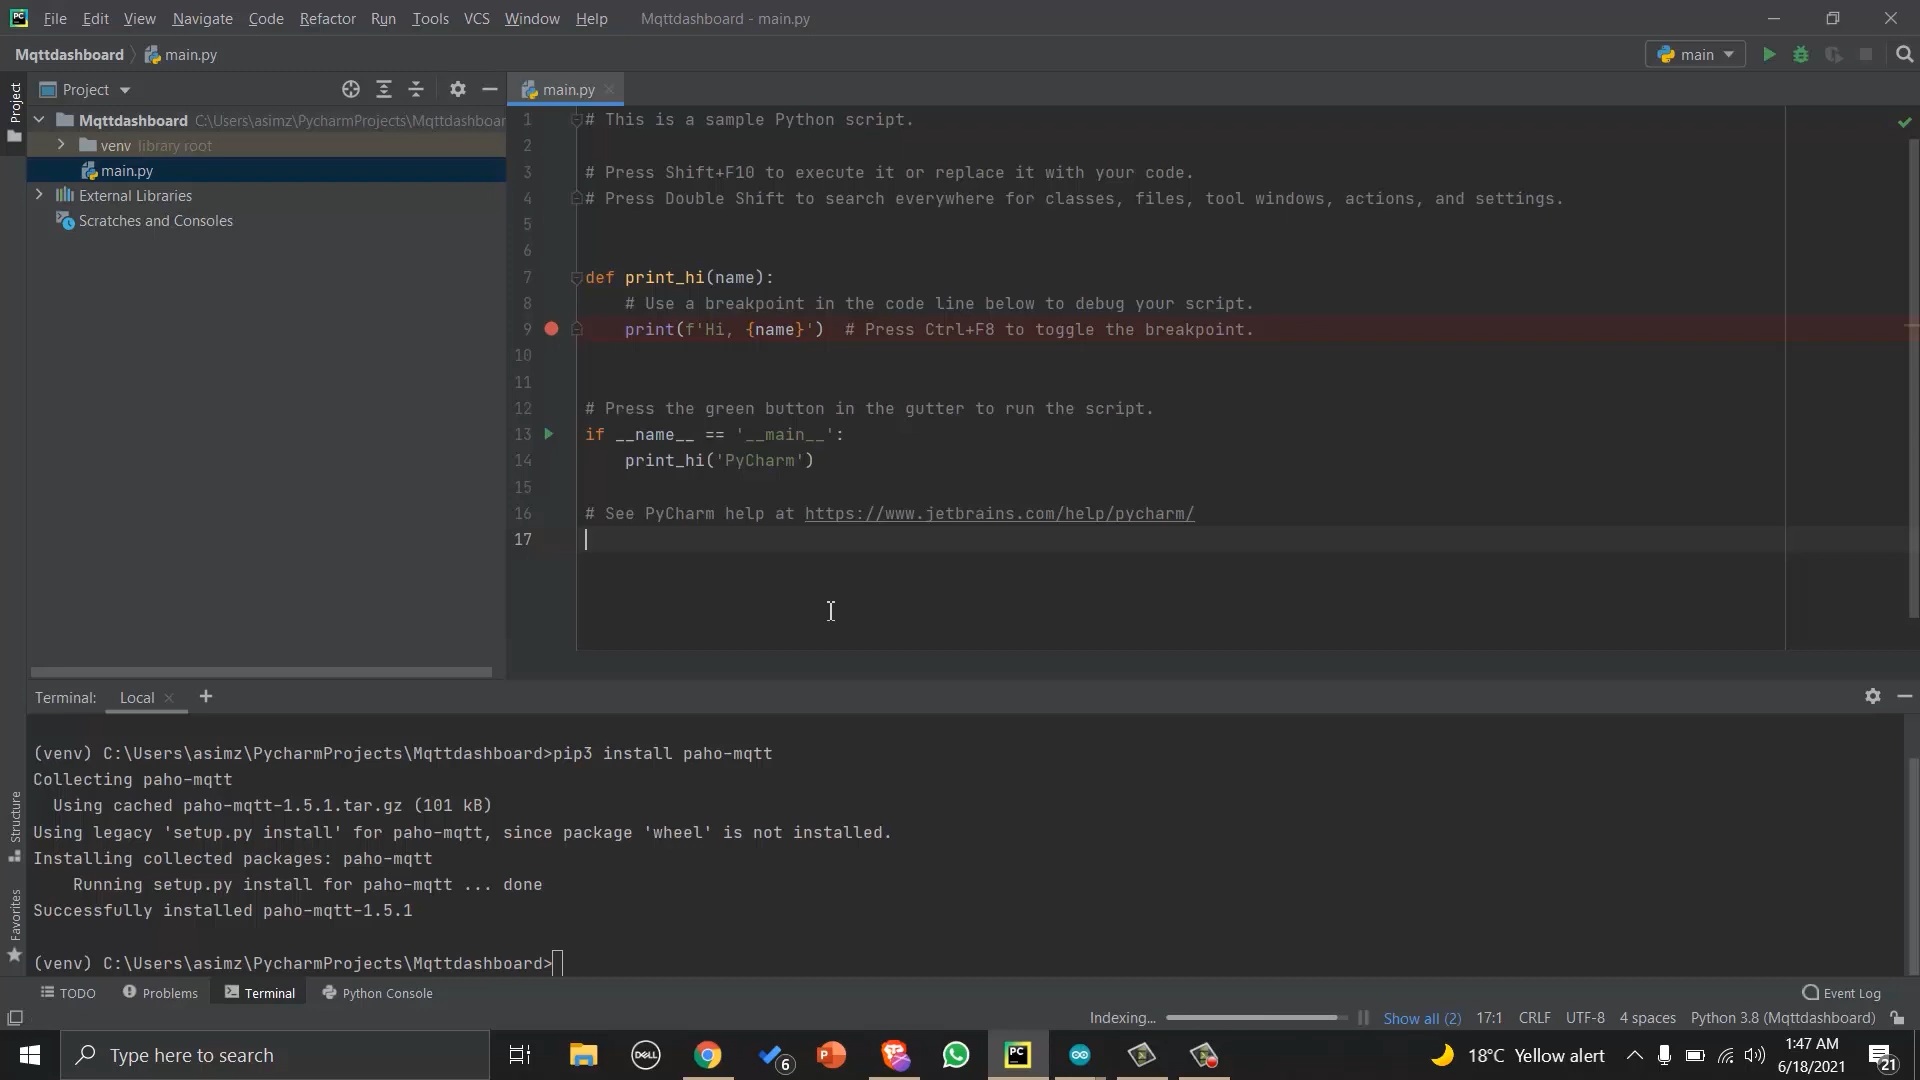 File Edit View Navigate Code Refactor Run Tools VCS Window Help Mqttdashboard - main.py
Mqttdashboard main.py main
Project main.py
Project
Mqttdashboard C:\Users\asimz\PycharmProjects\Mqttdashboar
venv library root
main.py
External Libraries
Scratches and Consoles
1 # This is a sample Python script.
2
3 # Press Shift+F10 to execute it or replace it with your code.
4 # Press Double Shift to search everywhere for classes, files, tool windows, actions, and settings.
5
6
7 def print_hi(name):
8 # Use a breakpoint in the code line below to debug your script.
9 print(f'Hi, {name}') # Press Ctrl+F8 to toggle the breakpoint.
10
11
12 # Press the green button in the gutter to run the script.
13 if __name__ == '__main__':
14 print_hi('PyCharm')
15
16 # See PyCharm help at https://www.jetbrains.com/help/pycharm/
17
Terminal: Local
(venv) C:\Users\asimz\PycharmProjects\Mqttdashboard>pip3 install paho-mqtt
Collecting paho-mqtt
Using cached paho-mqtt-1.5.1.tar.gz (101 kB)
Using legacy 'setup.py install' for paho-mqtt, since package 'wheel' is not installed.
Installing collected packages: paho-mqtt
Running setup.py install for paho-mqtt ... done
Successfully installed paho-mqtt-1.5.1
(venv) C:\Users\asimz\PycharmProjects\Mqttdashboard>
Structure
Favorites
TODO Problems Terminal Python Console Event Log
Indexing... Show all (2) 17:1 CRLF UTF-8 4 spaces Python 3.8 (Mqttdashboard)
Type here to search
DELL
6
PC
18°C Yellow alert
1:47 AM
6/18/2021
21